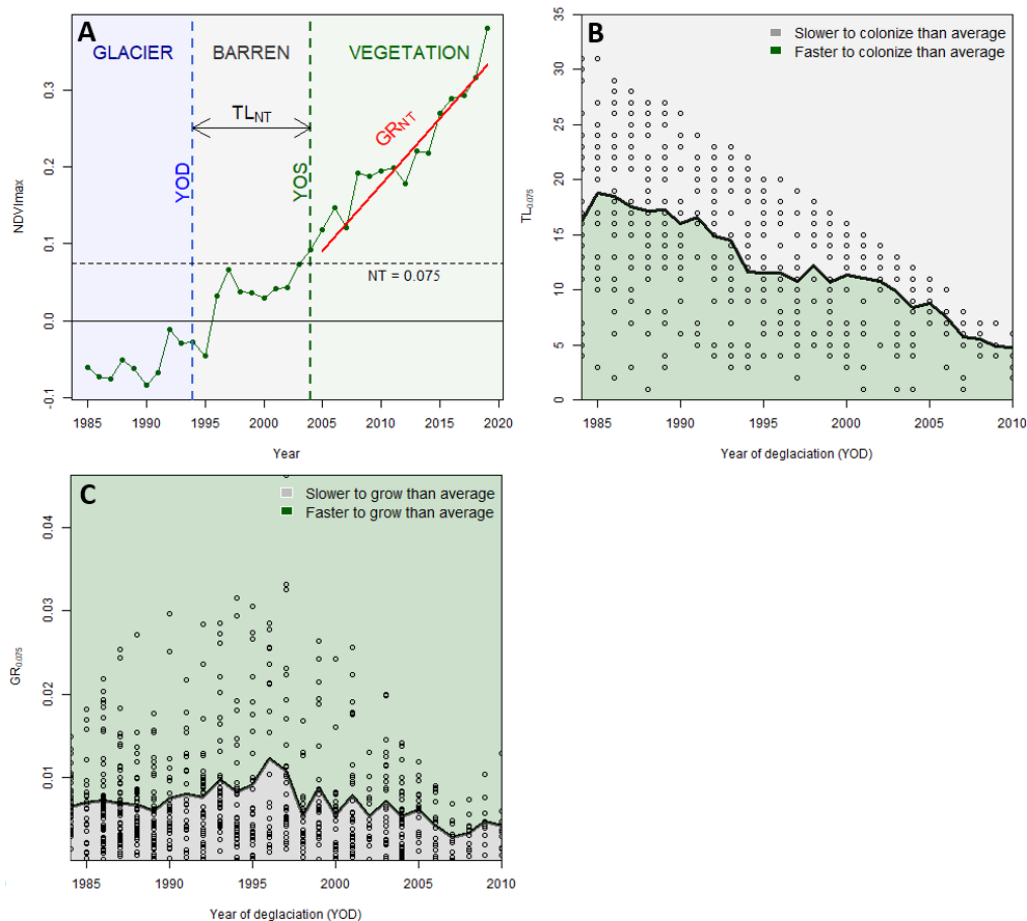 A
GLACIER BARREN VEGETATION
TL_NT
GR_NT
YOD
YOS
NT = 0.075
NDVImax
0.3
0.2
0.1
0.0
-0.1
1985 1990 1995 2000 2005 2010 2015 2020
Year
B
Slower to colonize than average
Faster to colonize than average
TL_0.075
35
30
25
20
15
10
5
0
1985 1990 1995 2000 2005 2010
Year of deglaciation (YOD)
C
Slower to grow than average
Faster to grow than average
GR_0.075
0.04
0.03
0.02
0.01
1985 1990 1995 2000 2005 2010
Year of deglaciation (YOD)